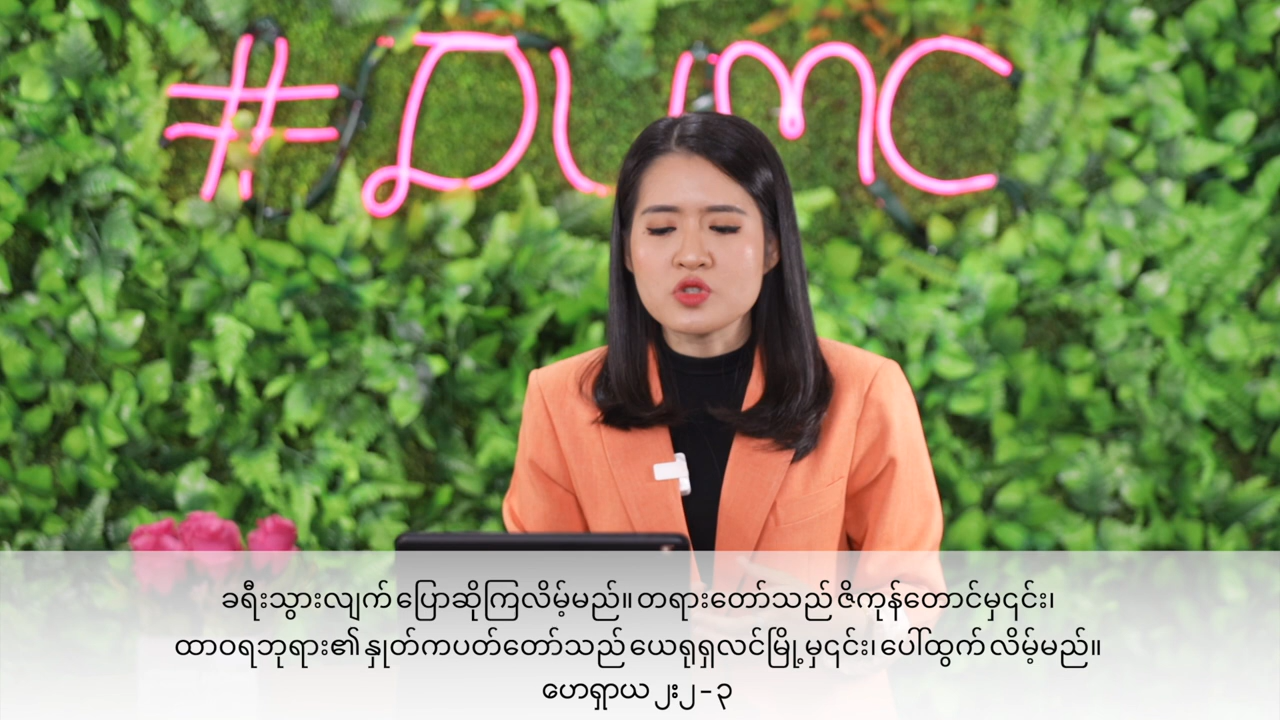 #DUMC
ခရီးသွားလျက် ပြောဆိုကြလိမ့်မည်။ တရားတော်သည် ဇိကုန်တောင်မှ၎င်း၊
ထာဝရဘုရား၏ နှုတ်ကပတ်တော်သည် ယေရုရှလင်မြို့မှ၎င်း၊ ပေါ်ထွက် လိမ့်မည်။
ဟေရှာယ ၂း၂ – ၃